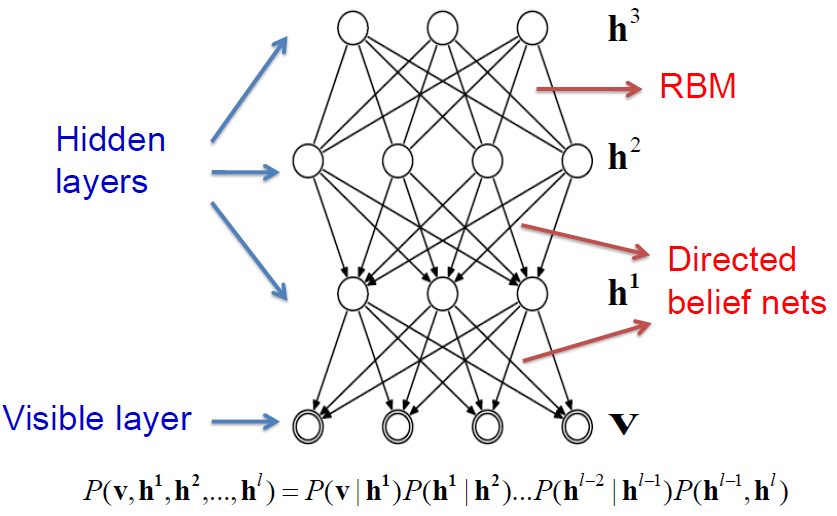 h³
RBM
Hidden
layers
h²
Directed
belief nets
h¹
Visible layer
v
P(v,h¹,h²,...,hˡ) = P(v|h¹)P(h¹|h²)...P(hˡ⁻²|hˡ⁻¹)P(hˡ⁻¹,hˡ)